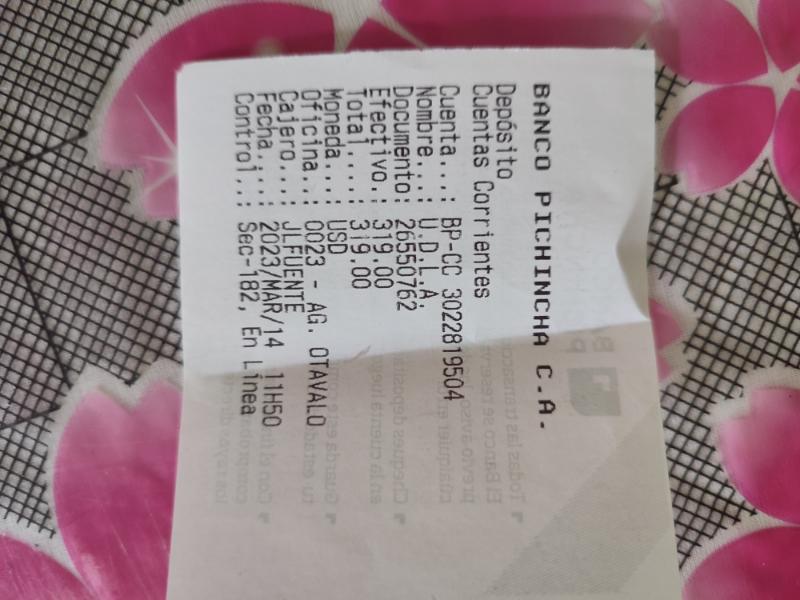 BANCO PICHINCHA C.A.
Depósito
Cuentas Corrientes
Cuenta...: BP-CC 3022819504
Nombre...: U.D.L.A.
Documento: 26550762
Efectivo.: 319.00
Total....: 319.00
Moneda...: USD
Oficina..: 0023 - AG. OTAVALO
Cajero...: JLFUENTE
Fecha....: 2023/MAR/14 11H50
Control..: Sec-182, En Línea